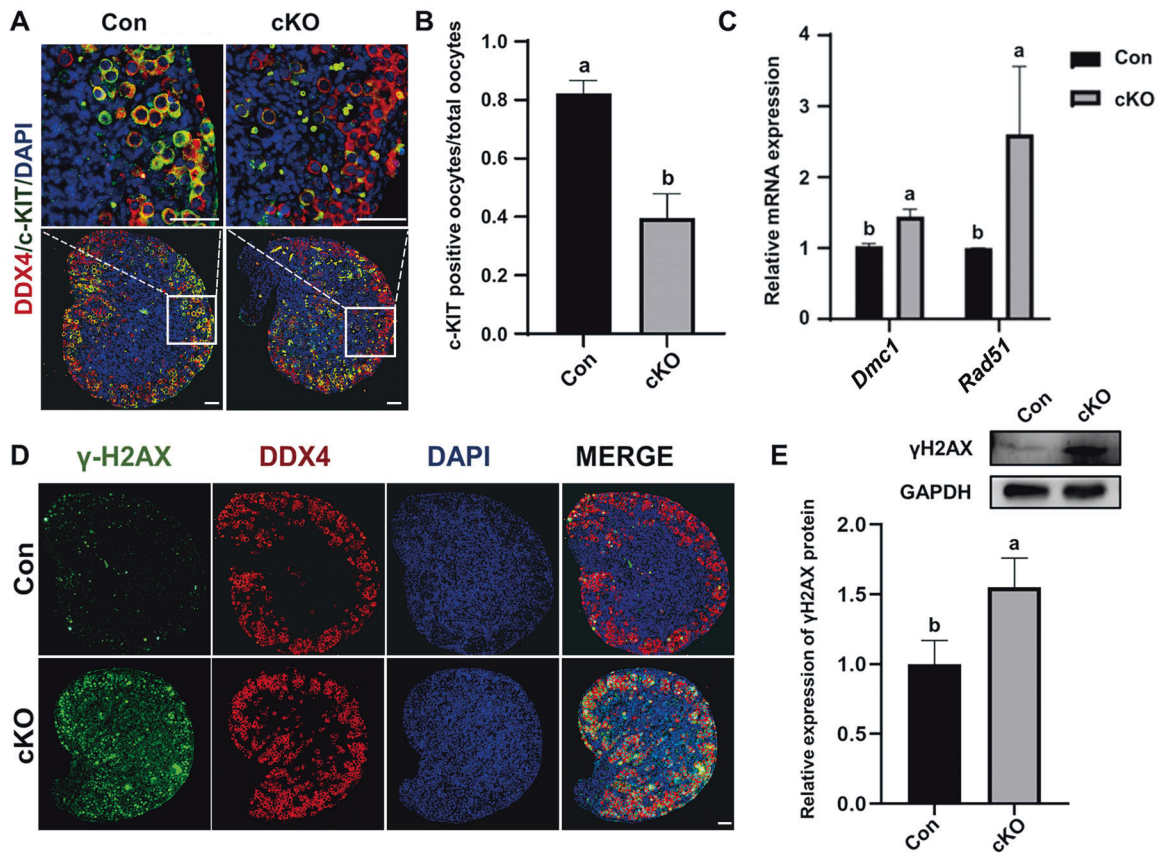 A
Con
cKO
DDX4/c-KIT/DAPI
B
c-KIT positive oocytes/total oocytes
1.0
0.8
0.6
0.4
0.2
0.0
a
b
Con
cKO
C
Relative mRNA expression
4
3
2
1
0
b
a
b
a
Dmc1
Rad51
Con
cKO
D
γ-H2AX
DDX4
DAPI
MERGE
Con
cKO
E
Con
cKO
γH2AX
GAPDH
Relative expression of γH2AX protein
2.0
1.5
1.0
0.5
0.0
b
a
Con
cKO